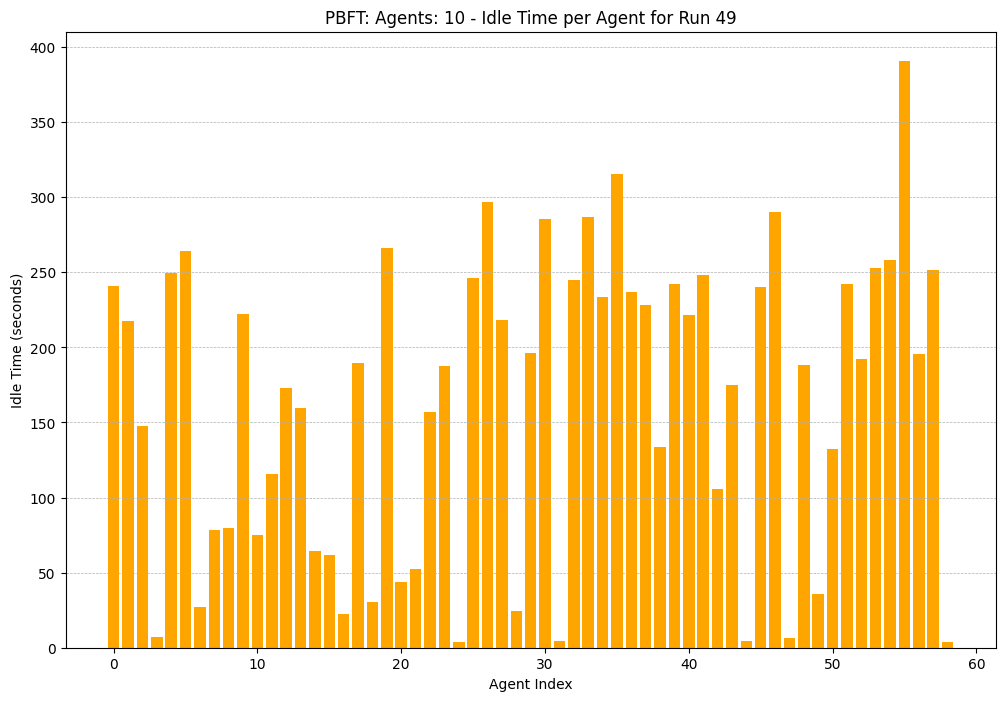 PBFT: Agents: 10 - Idle Time per Agent for Run 49
Idle Time (seconds)
400
350
300
250
200
150
100
50
0
0 10 20 30 40 50 60
Agent Index